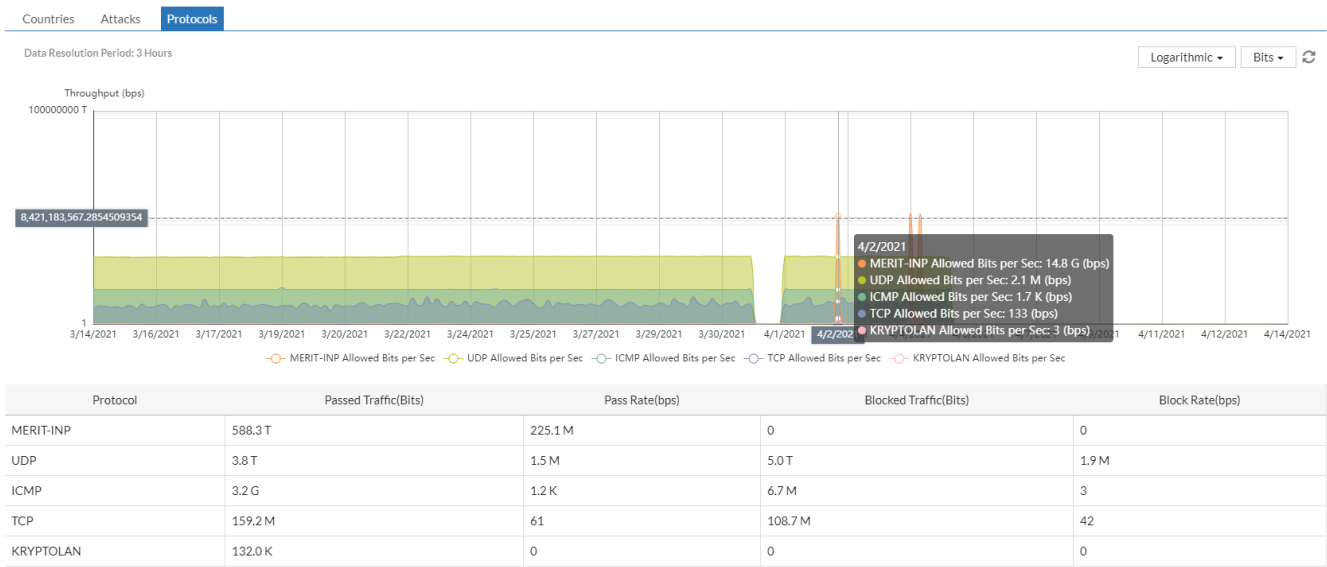 Countries Attacks Protocols
Data Resolution Period: 3 Hours
Logarithmic Bits
Throughput (bps)
100000000 T
8,421,183,567.2854509354
4/2/2021
MERIT-INP Allowed Bits per Sec: 14.8 G (bps)
UDP Allowed Bits per Sec: 2.1 M (bps)
ICMP Allowed Bits per Sec: 1.7 K (bps)
TCP Allowed Bits per Sec: 133 (bps)
KRYPTOLAN Allowed Bits per Sec: 3 (bps)
1
3/14/2021 3/16/2021 3/17/2021 3/19/2021 3/20/2021 3/22/2021 3/24/2021 3/25/2021 3/27/2021 3/29/2021 3/30/2021 4/1/2021 4/2/202 4/11/2021 4/12/2021 4/14/2021
MERIT-INP Allowed Bits per Sec UDP Allowed Bits per Sec ICMP Allowed Bits per Sec TCP Allowed Bits per Sec KRYPTOLAN Allowed Bits per Sec
Protocol Passed Traffic(Bits) Pass Rate(bps) Blocked Traffic(Bits) Block Rate(bps)
MERIT-INP 588.3 T 225.1 M 0 0
UDP 3.8 T 1.5 M 5.0 T 1.9 M
ICMP 3.2 G 1.2 K 6.7 M 3
TCP 159.2 M 61 108.7 M 42
KRYPTOLAN 132.0 K 0 0 0